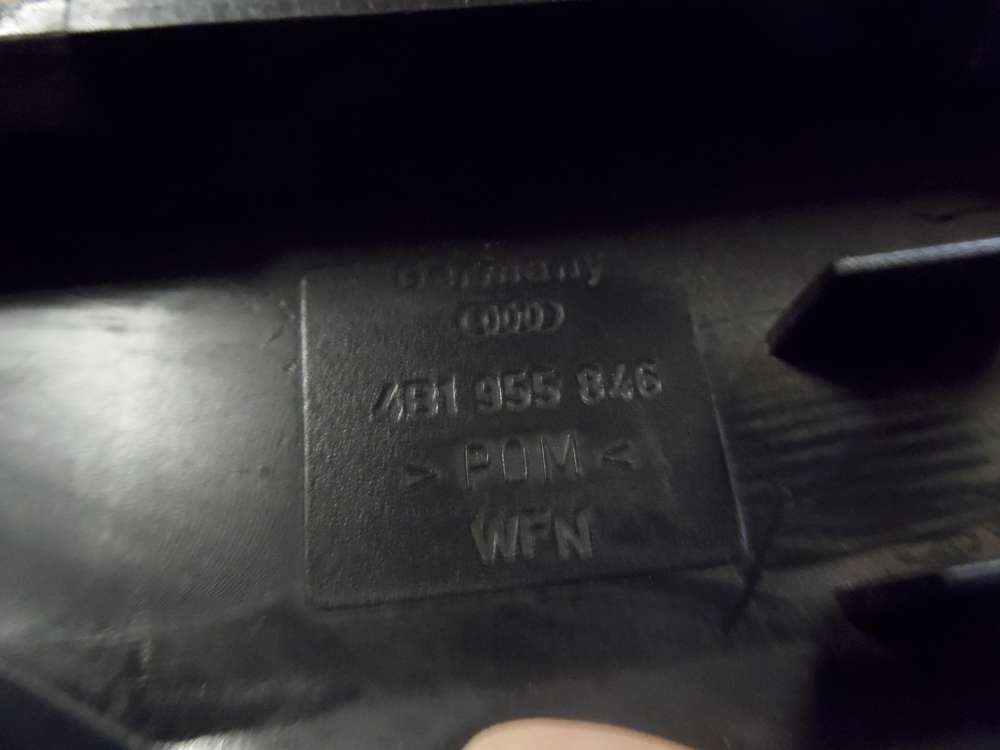 Germany
4B1 955 846
> POM <
WFN